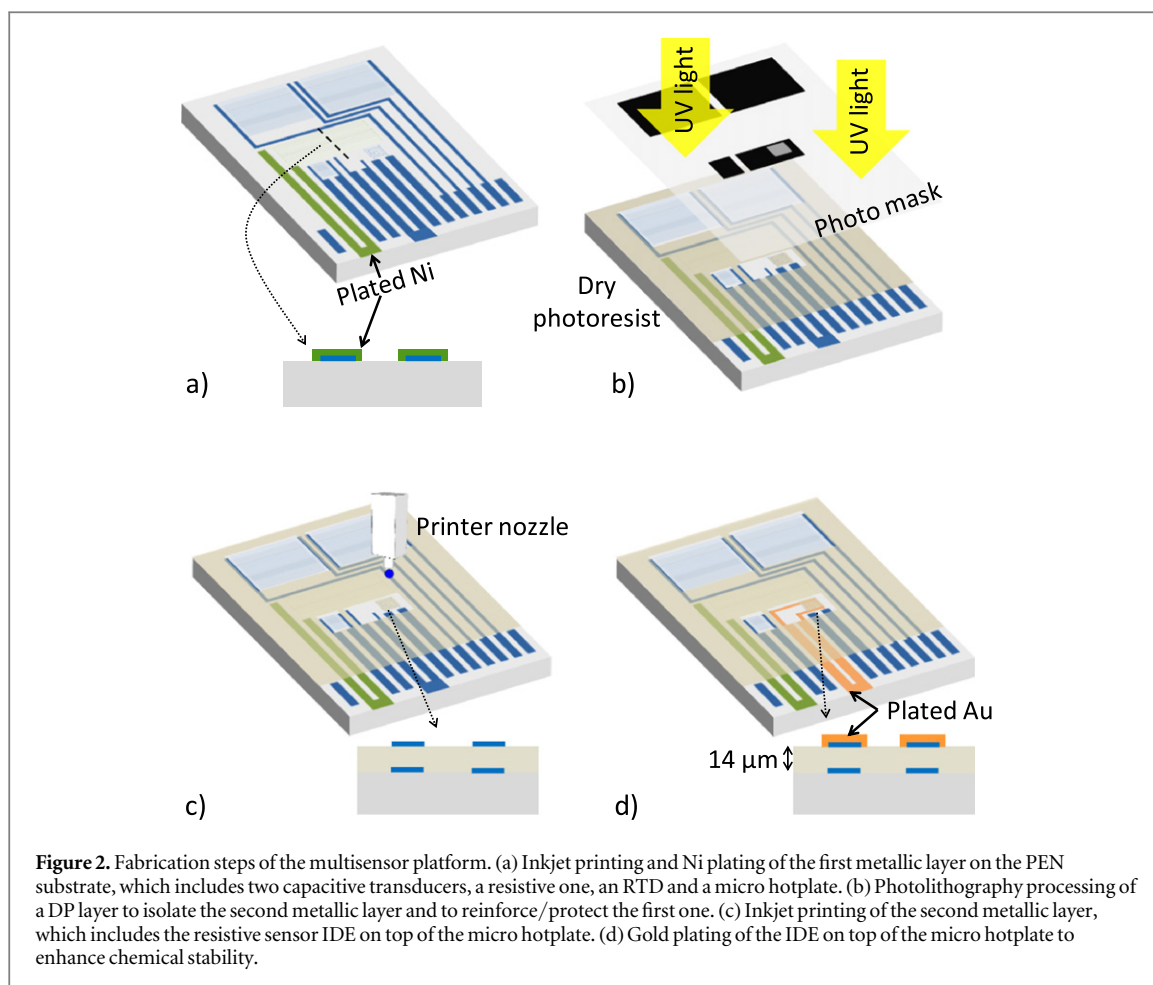 UV light
UV light
Photo mask
Plated Ni
Dry
photoresist
a)
b)
Printer nozzle
Plated Au
14 µm
c)
d)
Figure 2. Fabrication steps of the multisensor platform. (a) Inkjet printing and Ni plating of the first metallic layer on the PEN
substrate, which includes two capacitive transducers, a resistive one, an RTD and a micro hotplate. (b) Photolithography processing of
a DP layer to isolate the second metallic layer and to reinforce/protect the first one. (c) Inkjet printing of the second metallic layer,
which includes the resistive sensor IDE on top of the micro hotplate. (d) Gold plating of the IDE on top of the micro hotplate to
enhance chemical stability.